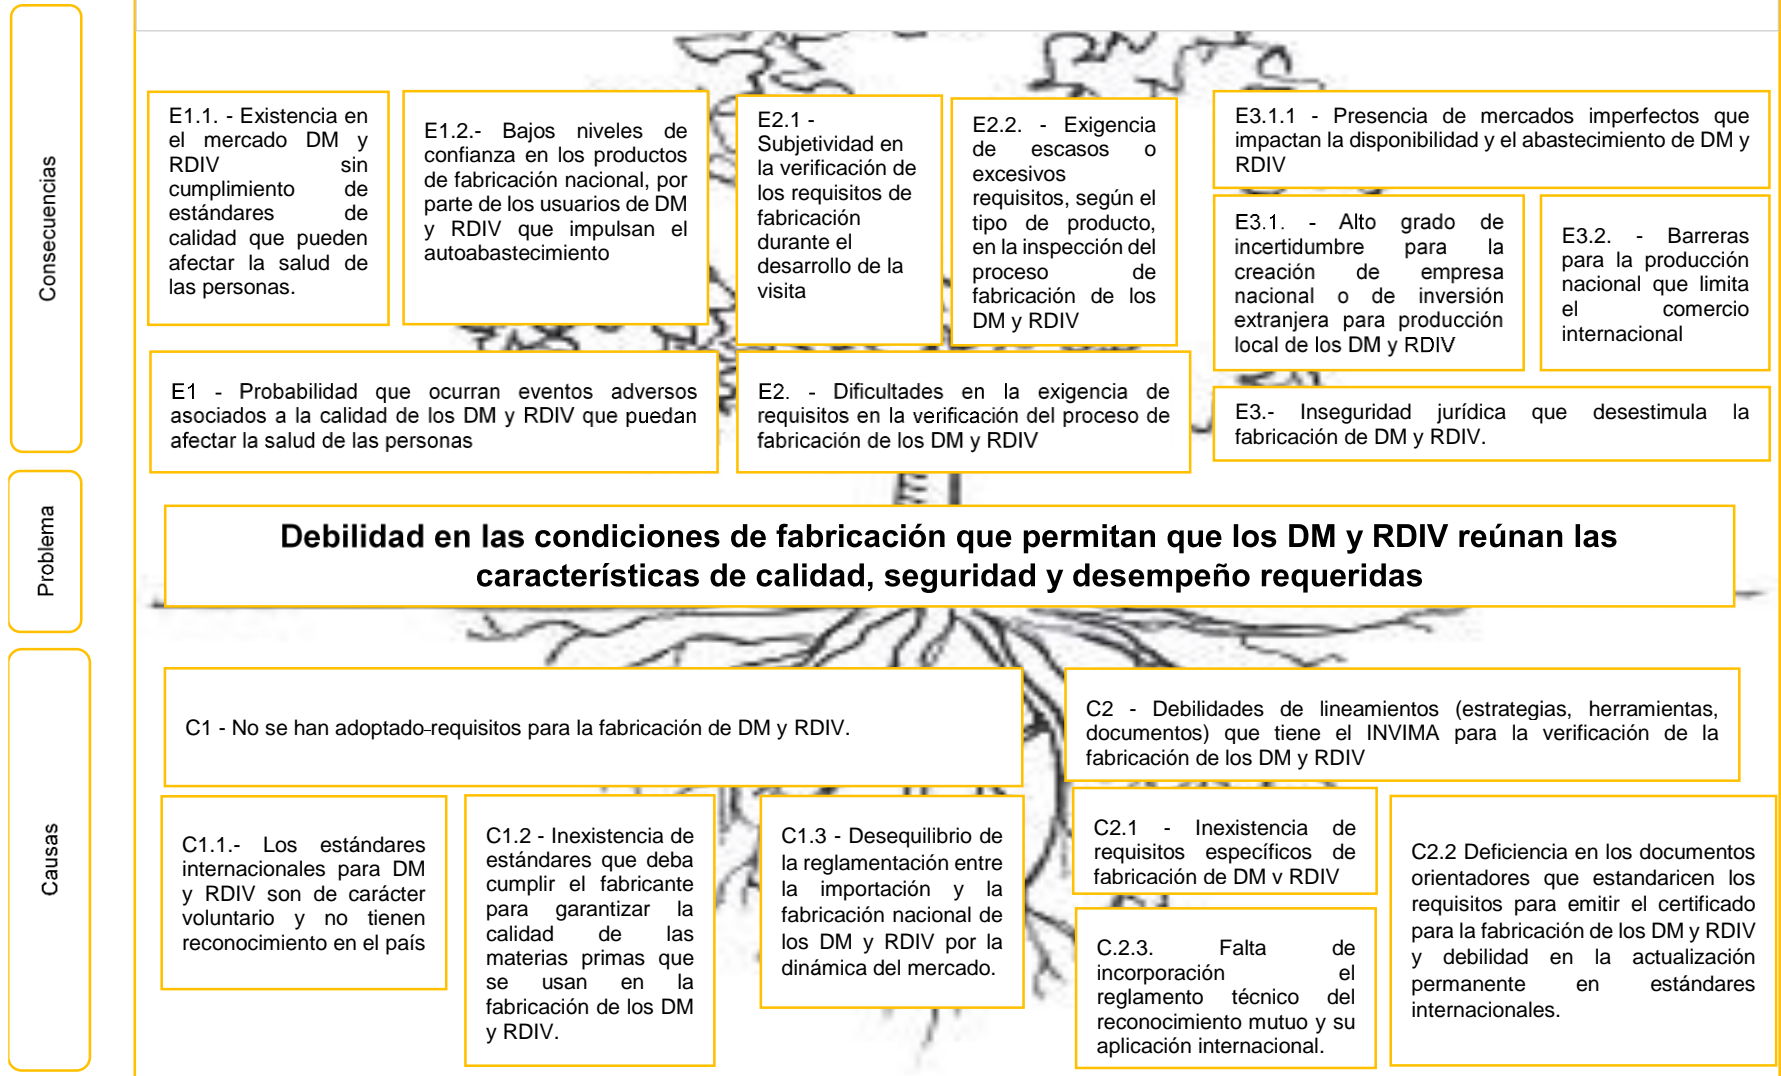 Consecuencias
E1.1. - Existencia en
el mercado DM y
RDIV sin
cumplimiento de
estándares de
calidad que pueden
afectar la salud de
las personas.
E1.2.- Bajos niveles de
confianza en los productos
de fabricación nacional, por
parte de los usuarios de DM
y RDIV que impulsan el
autoabastecimiento
E2.1 -
Subjetividad en
la verificación de
los requisitos de
fabricación
durante el
desarrollo de la
visita
E2.2. - Exigencia
de escasos o
excesivos
requisitos, según el
tipo de producto,
en la inspección del
proceso de
fabricación de los
DM y RDIV
E3.1.1 - Presencia de mercados imperfectos que
impactan la disponibilidad y el abastecimiento de DM y
RDIV
E3.1. - Alto grado de
incertidumbre para la
creación de empresa
nacional o de inversión
extranjera para producción
local de los DM y RDIV
E3.2. - Barreras
para la producción
nacional que limita
el comercio
internacional
E1 - Probabilidad que ocurran eventos adversos
asociados a la calidad de los DM y RDIV que puedan
afectar la salud de las personas
E2. - Dificultades en la exigencia de
requisitos en la verificación del proceso de
fabricación de los DM y RDIV
E3.- Inseguridad jurídica que desestimula la
fabricación de DM y RDIV.
Problema
Debilidad en las condiciones de fabricación que permitan que los DM y RDIV reúnan las
características de calidad, seguridad y desempeño requeridas
Causas
C1 - No se han adoptado-requisitos para la fabricación de DM y RDIV.
C2 - Debilidades de lineamientos (estrategias, herramientas,
documentos) que tiene el INVIMA para la verificación de la
fabricación de los DM y RDIV
C1.1.- Los estándares
internacionales para DM
y RDIV son de carácter
voluntario y no tienen
reconocimiento en el país
C1.2 - Inexistencia de
estándares que deba
cumplir el fabricante
para garantizar la
calidad de las
materias primas que
se usan en la
fabricación de los DM
y RDIV.
C1.3 - Desequilibrio de
la reglamentación entre
la importación y la
fabricación nacional de
los DM y RDIV por la
dinámica del mercado.
C2.1 - Inexistencia de
requisitos específicos de
fabricación de DM y RDIV
C.2.3. Falta de
incorporación el
reglamento técnico del
reconocimiento mutuo y su
aplicación internacional.
C2.2 Deficiencia en los documentos
orientadores que estandaricen los
requisitos para emitir el certificado
para la fabricación de los DM y RDIV
y debilidad en la actualización
permanente en estándares
internacionales.